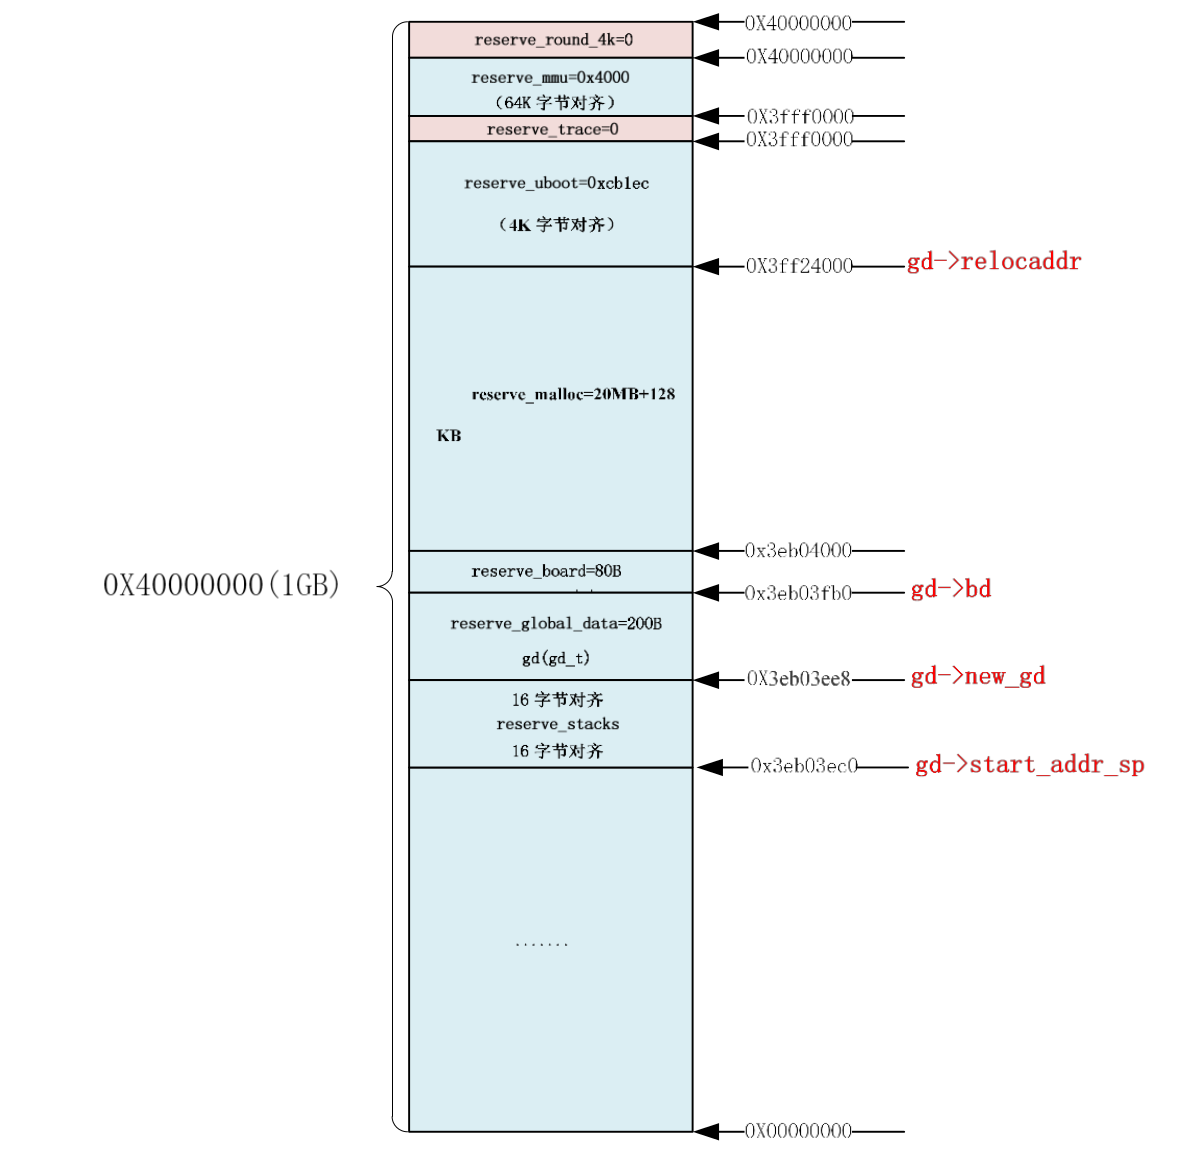 reserve_round_4k=0
0X40000000
0X40000000
reserve_mmu=0x4000
（64K 字节对齐）
0X3fff0000
reserve_trace=0
0X3fff0000
reserve_uboot=0xcb1ec
（4K 字节对齐）
0X3ff24000
gd->relocaddr
reserve_malloc=20MB+128
KB
0x3eb04000
0X40000000(1GB)
reserve_board=80B
0x3eb03fb0
gd->bd
reserve_global_data=200B
gd(gd_t)
0X3eb03ee8
gd->new_gd
16 字节对齐
reserve_stacks
16 字节对齐
0x3eb03ec0
gd->start_addr_sp
.......
0X00000000